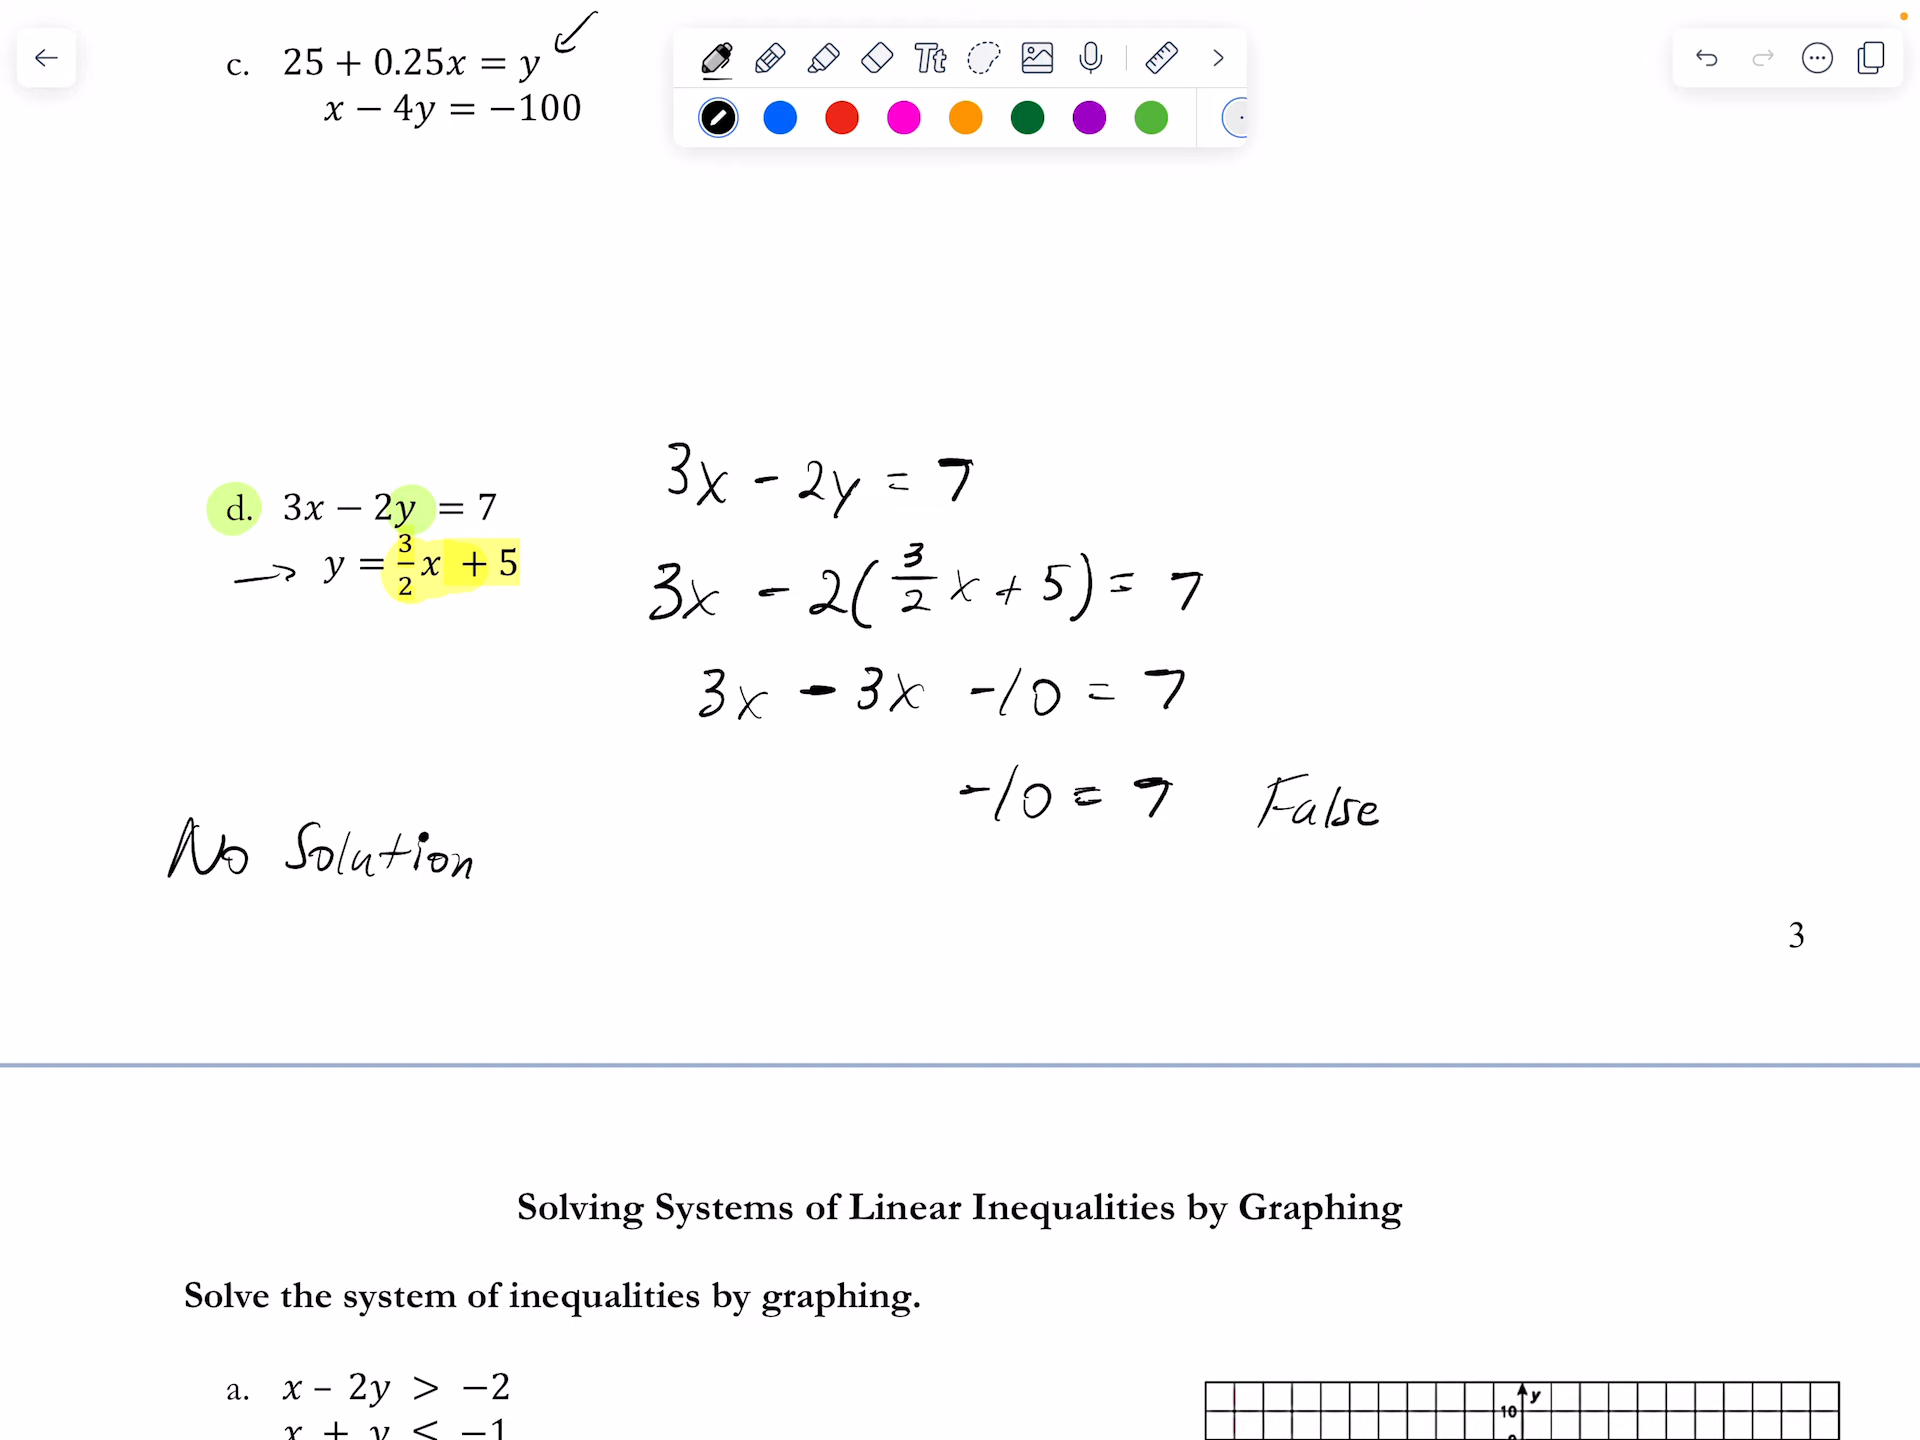 c. 25 + 0.25x = y
x − 4y = −100
Tt
3x - 2y = 7
d. 3x − 2y = 7
y = 3/2 x + 5
3x - 2(3/2 x + 5) = 7
3x - 3x - 10 = 7
-10 = 7 False
No Solution
3
Solving Systems of Linear Inequalities by Graphing
Solve the system of inequalities by graphing.
a. x − 2y > −2
x + y < −1
y
10